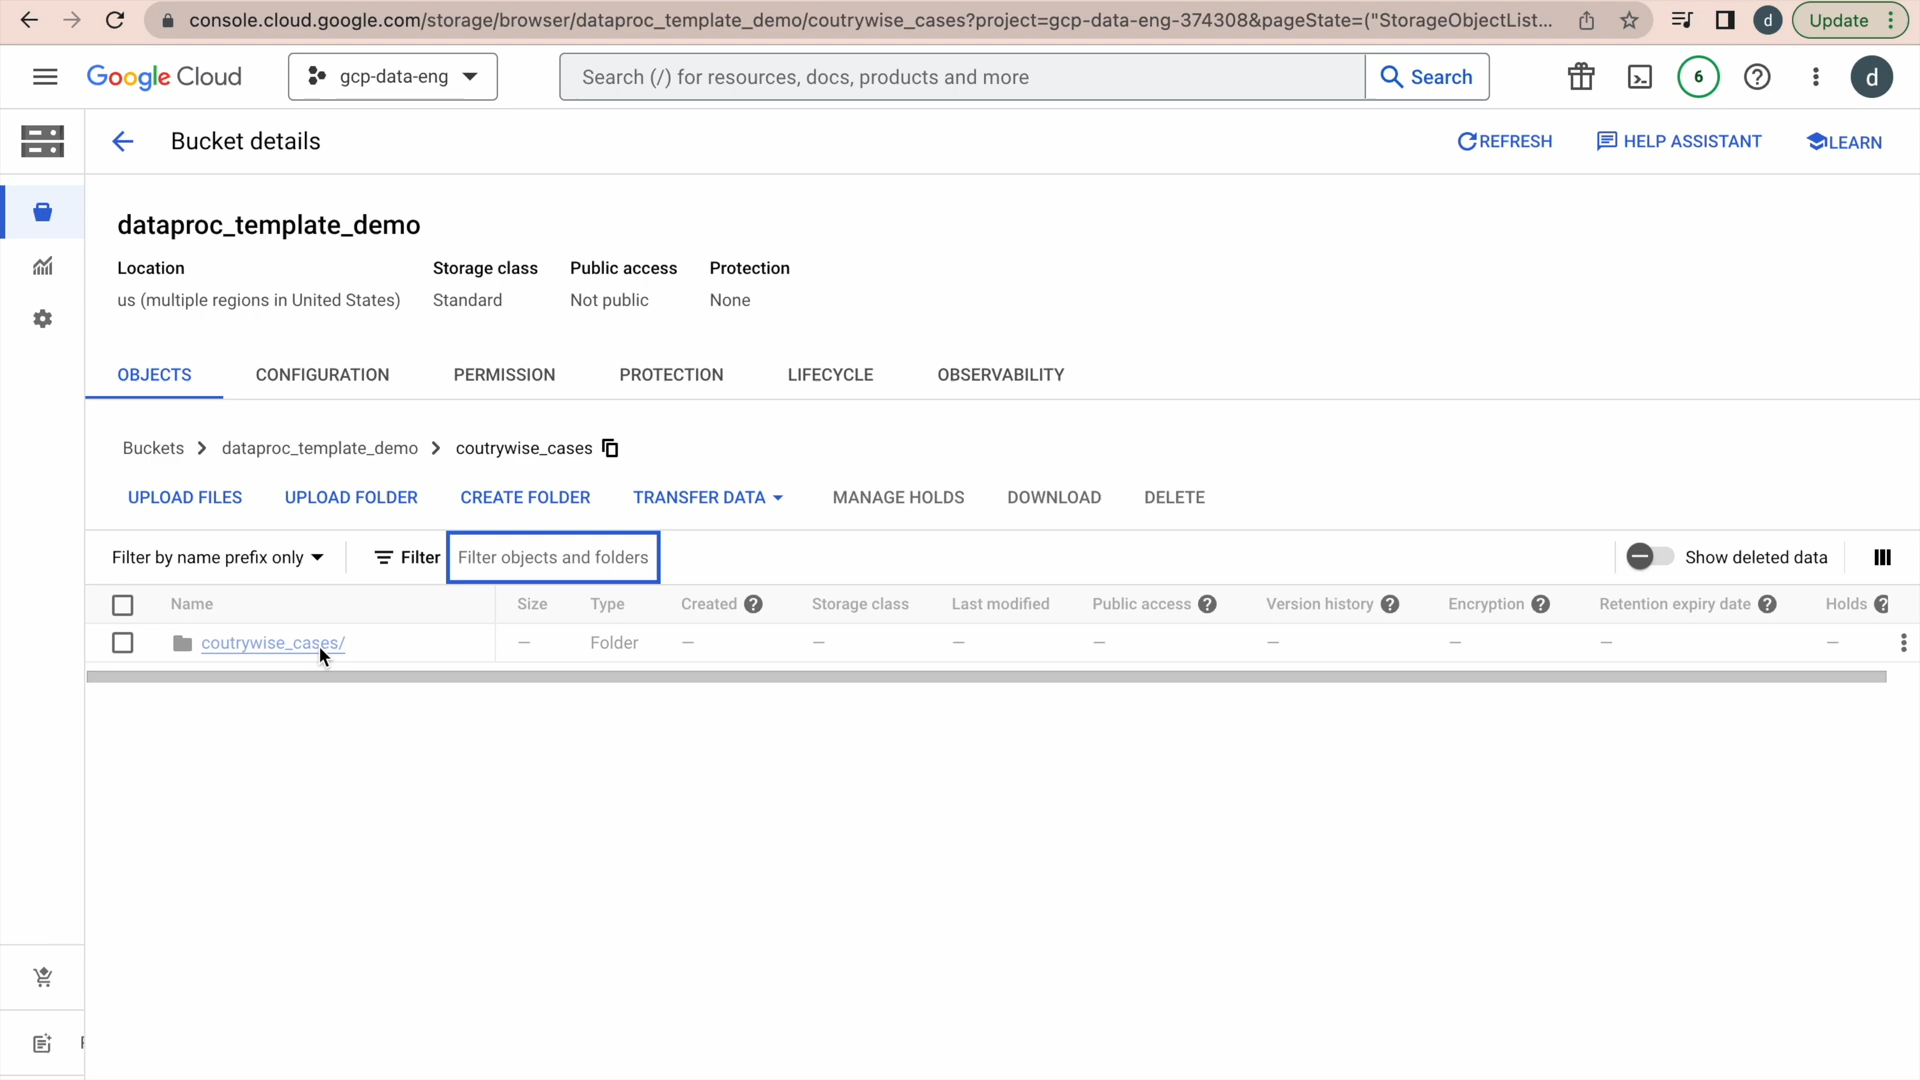 console.cloud.google.com/storage/browser/dataproc_template_demo/coutrywise_cases?project=gcp-data-eng-374308&pageState=("StorageObjectList... d Update
Google Cloud gcp-data-eng Search (/) for resources, docs, products and more Search 6 d
Bucket details REFRESH HELP ASSISTANT LEARN
dataproc_template_demo
Location Storage class Public access Protection
us (multiple regions in United States) Standard Not public None
OBJECTS CONFIGURATION PERMISSION PROTECTION LIFECYCLE OBSERVABILITY
Buckets dataproc_template_demo coutrywise_cases
UPLOAD FILES UPLOAD FOLDER CREATE FOLDER TRANSFER DATA MANAGE HOLDS DOWNLOAD DELETE
Filter by name prefix only Filter Filter objects and folders Show deleted data
Name Size Type Created Storage class Last modified Public access Version history Encryption Retention expiry date Holds
coutrywise_cases/ — Folder — — — — — — — —